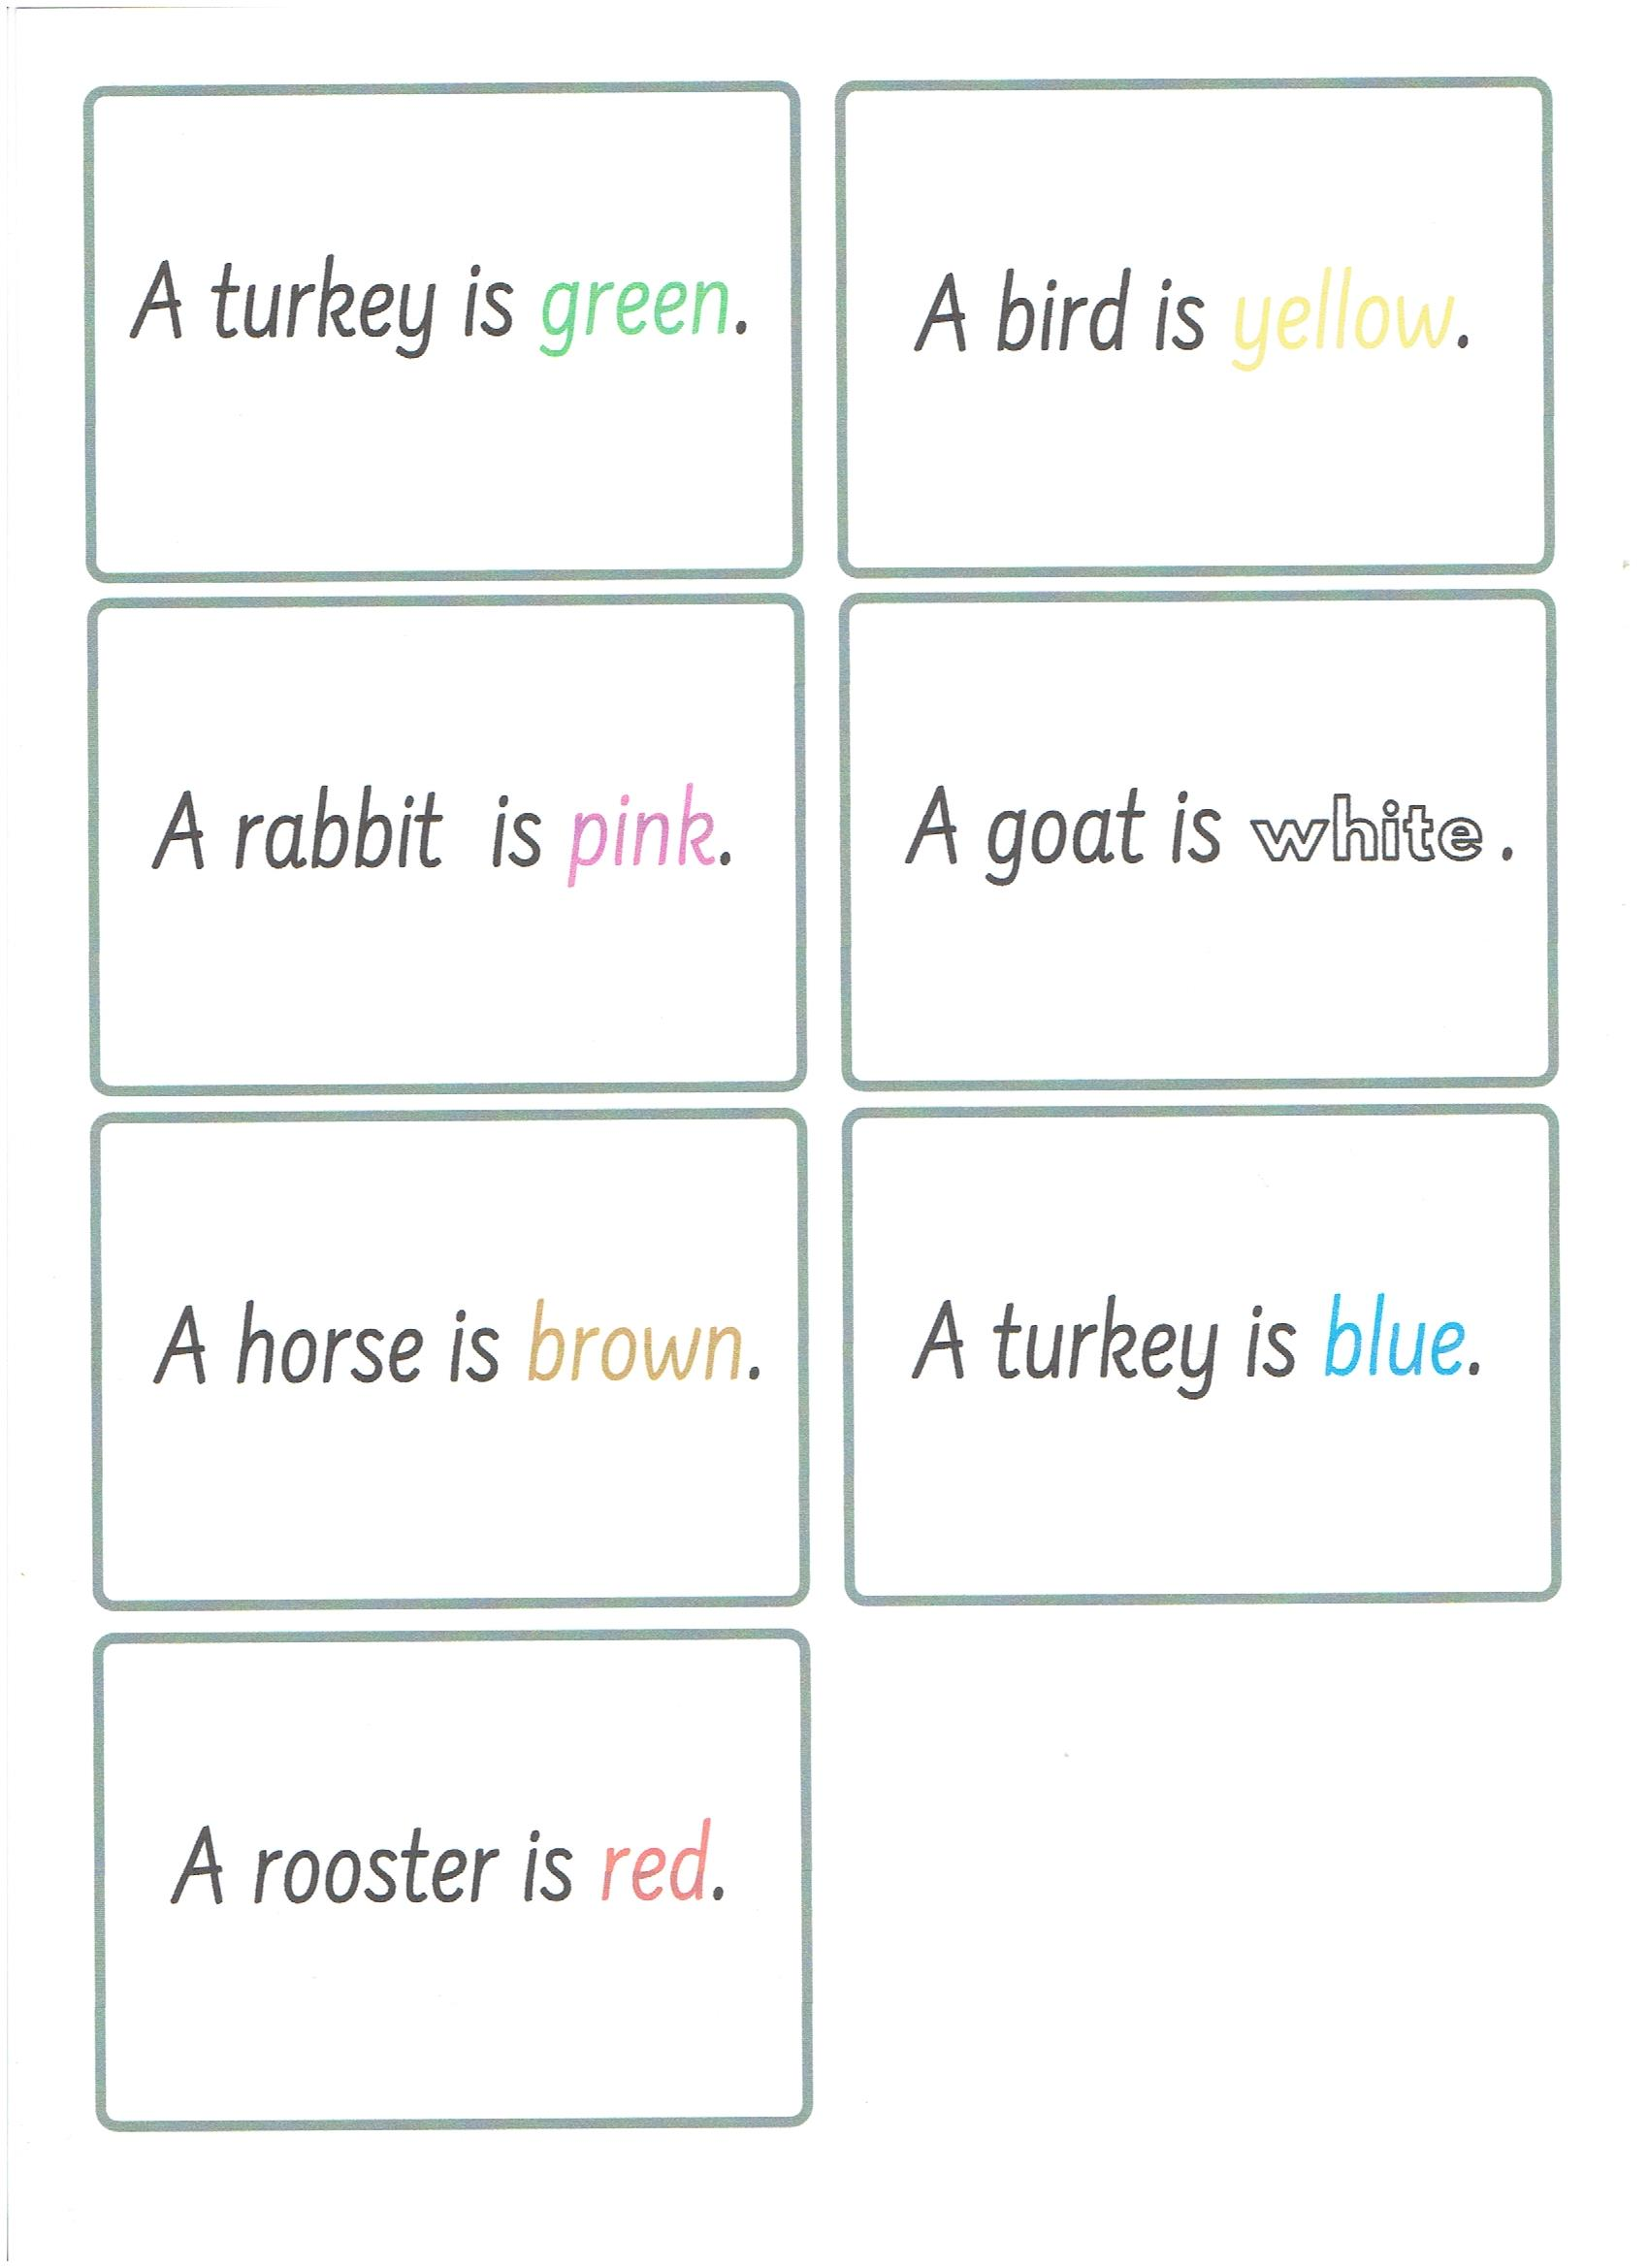 A turkey is green.
A bird is yellow.
A rabbit is pink.
A goat is white.
A horse is brown.
A turkey is blue.
A rooster is red.